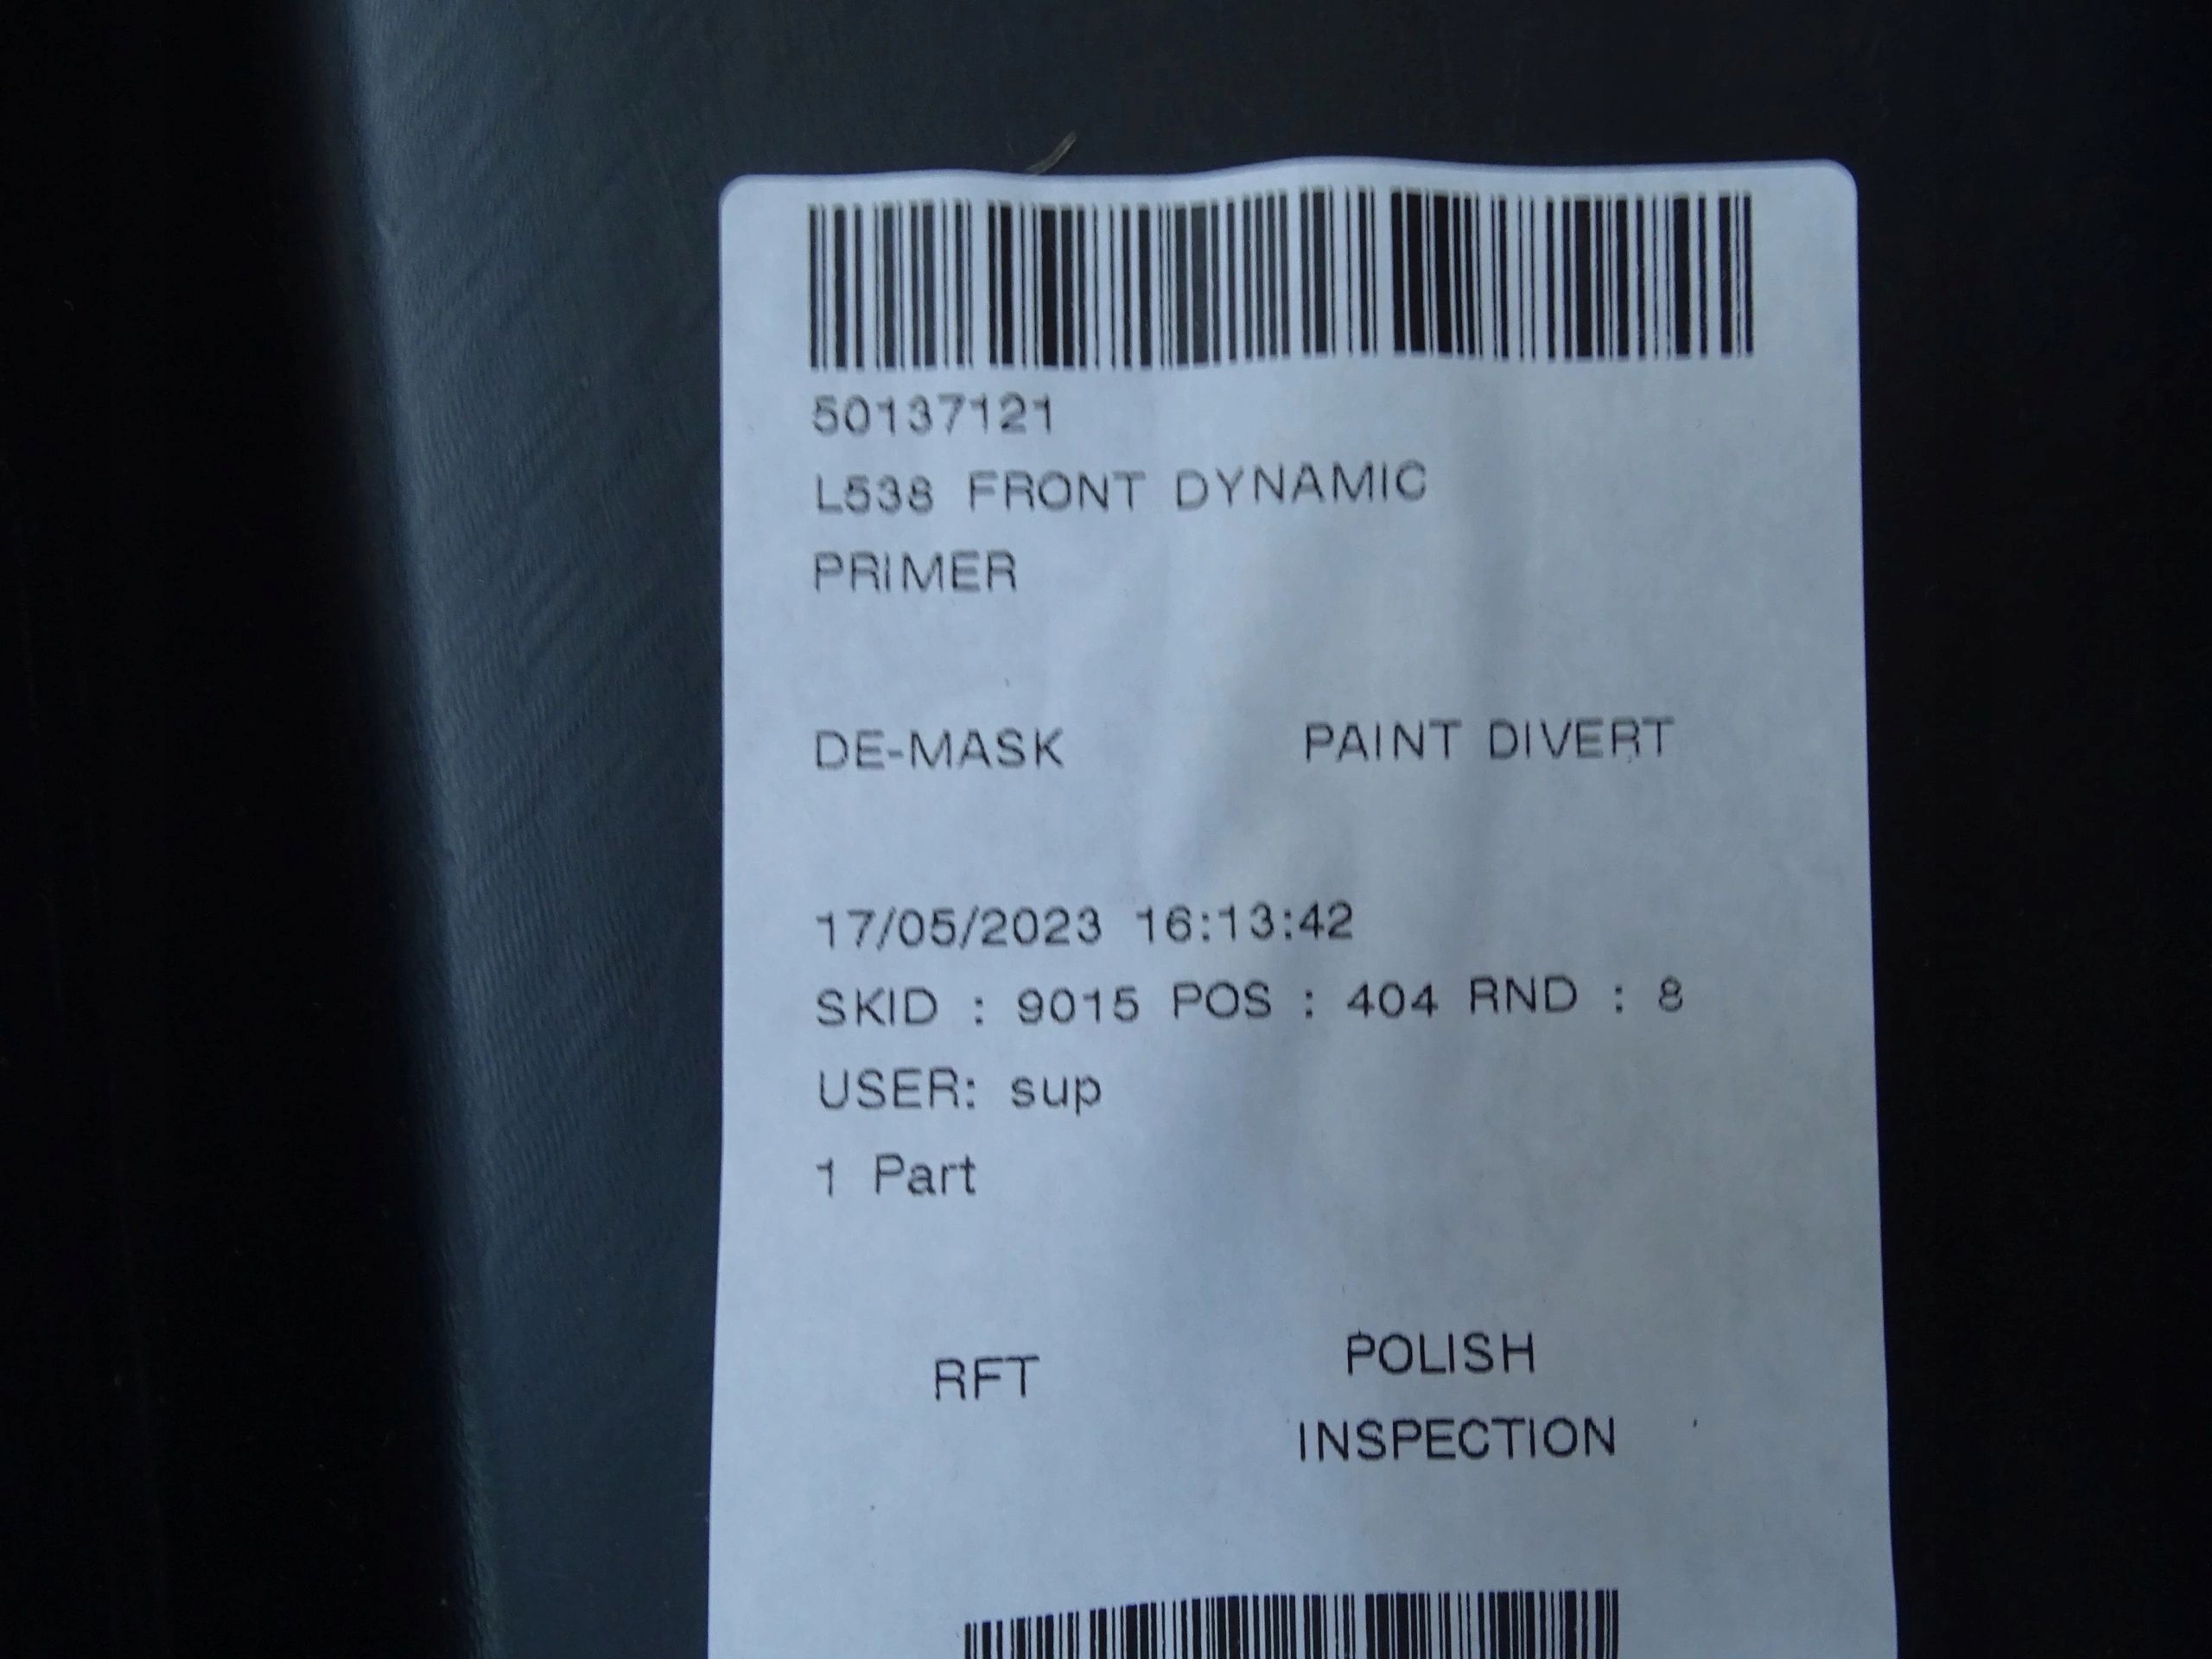 50137121
L538 FRONT DYNAMIC
PRIMER
DE-MASK PAINT DIVERT
17/05/2023 16:13:42
SKID : 9015 POS : 404 RND : 8
USER: sup
1 Part
RFT POLISH
INSPECTION